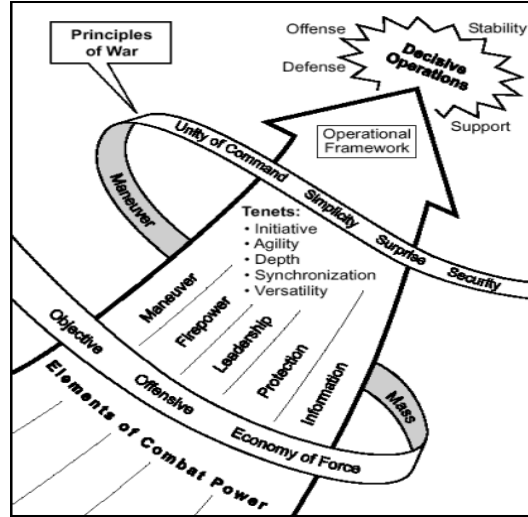 Principles
of War
Offense
Stability
Decisive
Operations
Defense
Support
Operational
Framework
Unity of Command
Simplicity
Surprise
Security
Maneuver
Tenets:
• Initiative
• Agility
• Depth
• Synchronization
• Versatility
Maneuver
Firepower
Leadership
Protection
Information
Objective
Offensive
Economy of Force
Mass
Elements of Combat Power